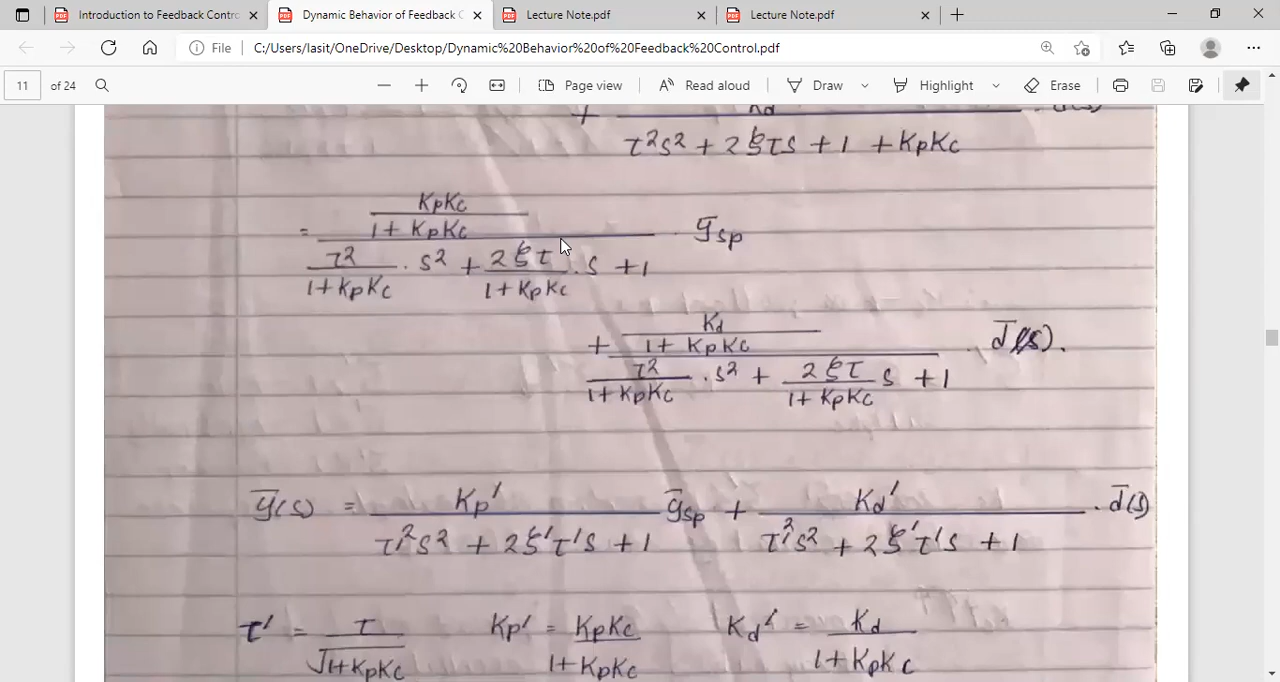 Introduction to Feedback Contro
Dynamic Behavior of Feedback C
Lecture Note.pdf
Lecture Note.pdf
File
C:/Users/lasit/OneDrive/Desktop/Dynamic%20Behavior%20of%20Feedback%20Control.pdf
11 of 24
Page view
Read aloud
Draw
Highlight
Erase
+ Kd
τ²s² + 2ξτs + 1 + KpKc
KpKc
1 + KpKc
= ȳsp
τ² . s² + 2ξτ . s + 1
1 + KpKc 1 + KpKc
Kd
+ 1 + KpKc . d̄(s).
τ² . s² + 2ξτ s + 1
1 + KpKc 1 + KpKc
ȳ(s) = Kp' ȳsp + Kd' . d̄(s)
τ'²s² + 2ξ'τ's + 1 τ'²s² + 2ξ'τ's + 1
τ' = τ Kp' = KpKc Kd' = Kd
√1+KpKc 1 + KpKc 1 + KpKc